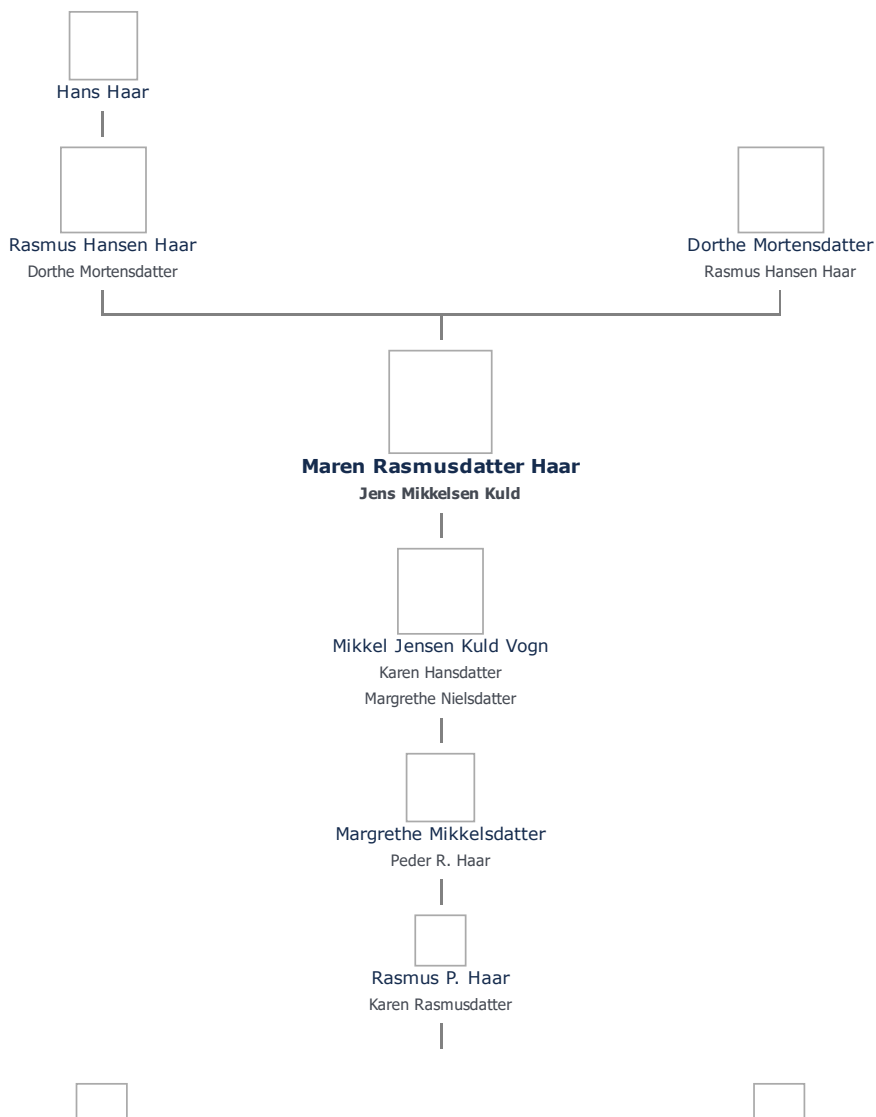 Hans Haar
Rasmus Hansen Haar
Dorthe Mortensdatter
Dorthe Mortensdatter
Rasmus Hansen Haar
Maren Rasmusdatter Haar
Jens Mikkelsen Kuld
Mikkel Jensen Kuld Vogn
Karen Hansdatter
Margrethe Nielsdatter
Margrethe Mikkelsdatter
Peder R. Haar
Rasmus P. Haar
Karen Rasmusdatter